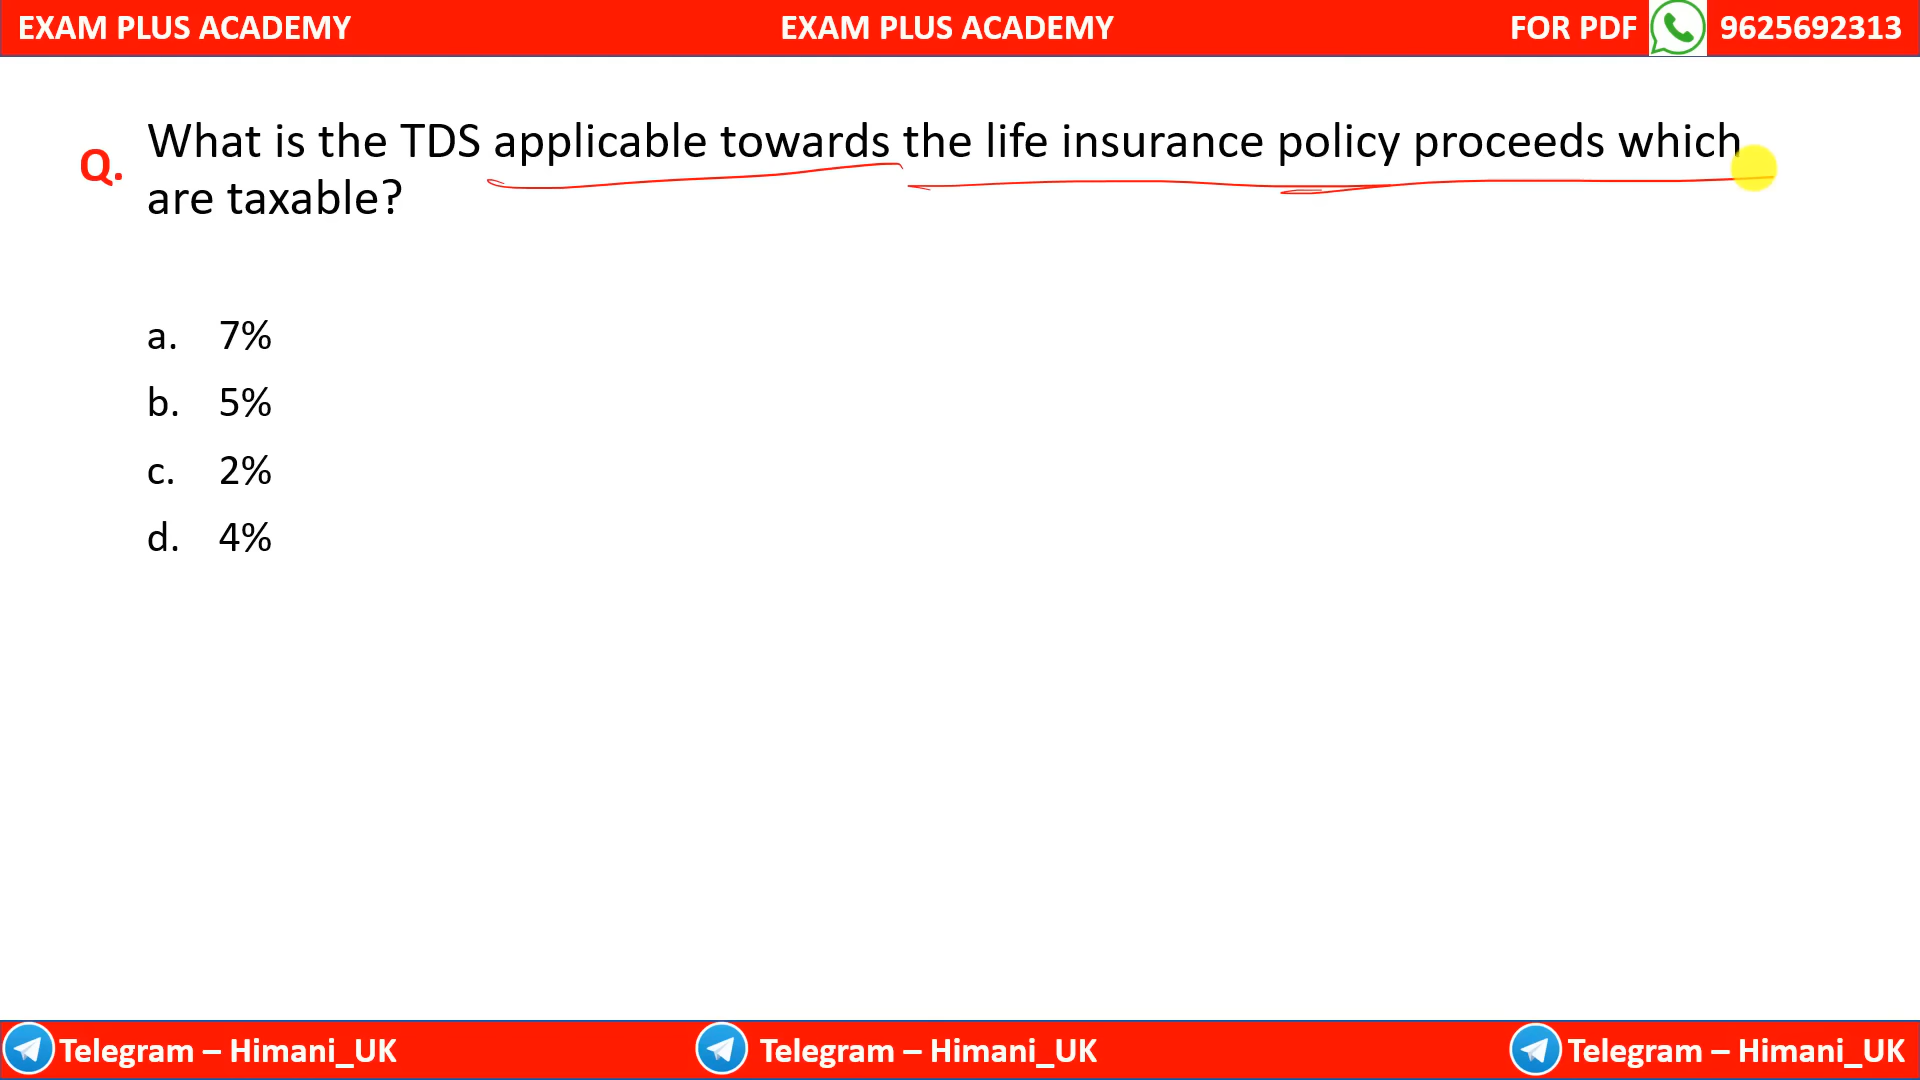 EXAM PLUS ACADEMY EXAM PLUS ACADEMY FOR PDF 9625692313
Q. What is the TDS applicable towards the life insurance policy proceeds which
are taxable?
a. 7%
b. 5%
c. 2%
d. 4%
Telegram – Himani_UK Telegram – Himani_UK Telegram – Himani_UK